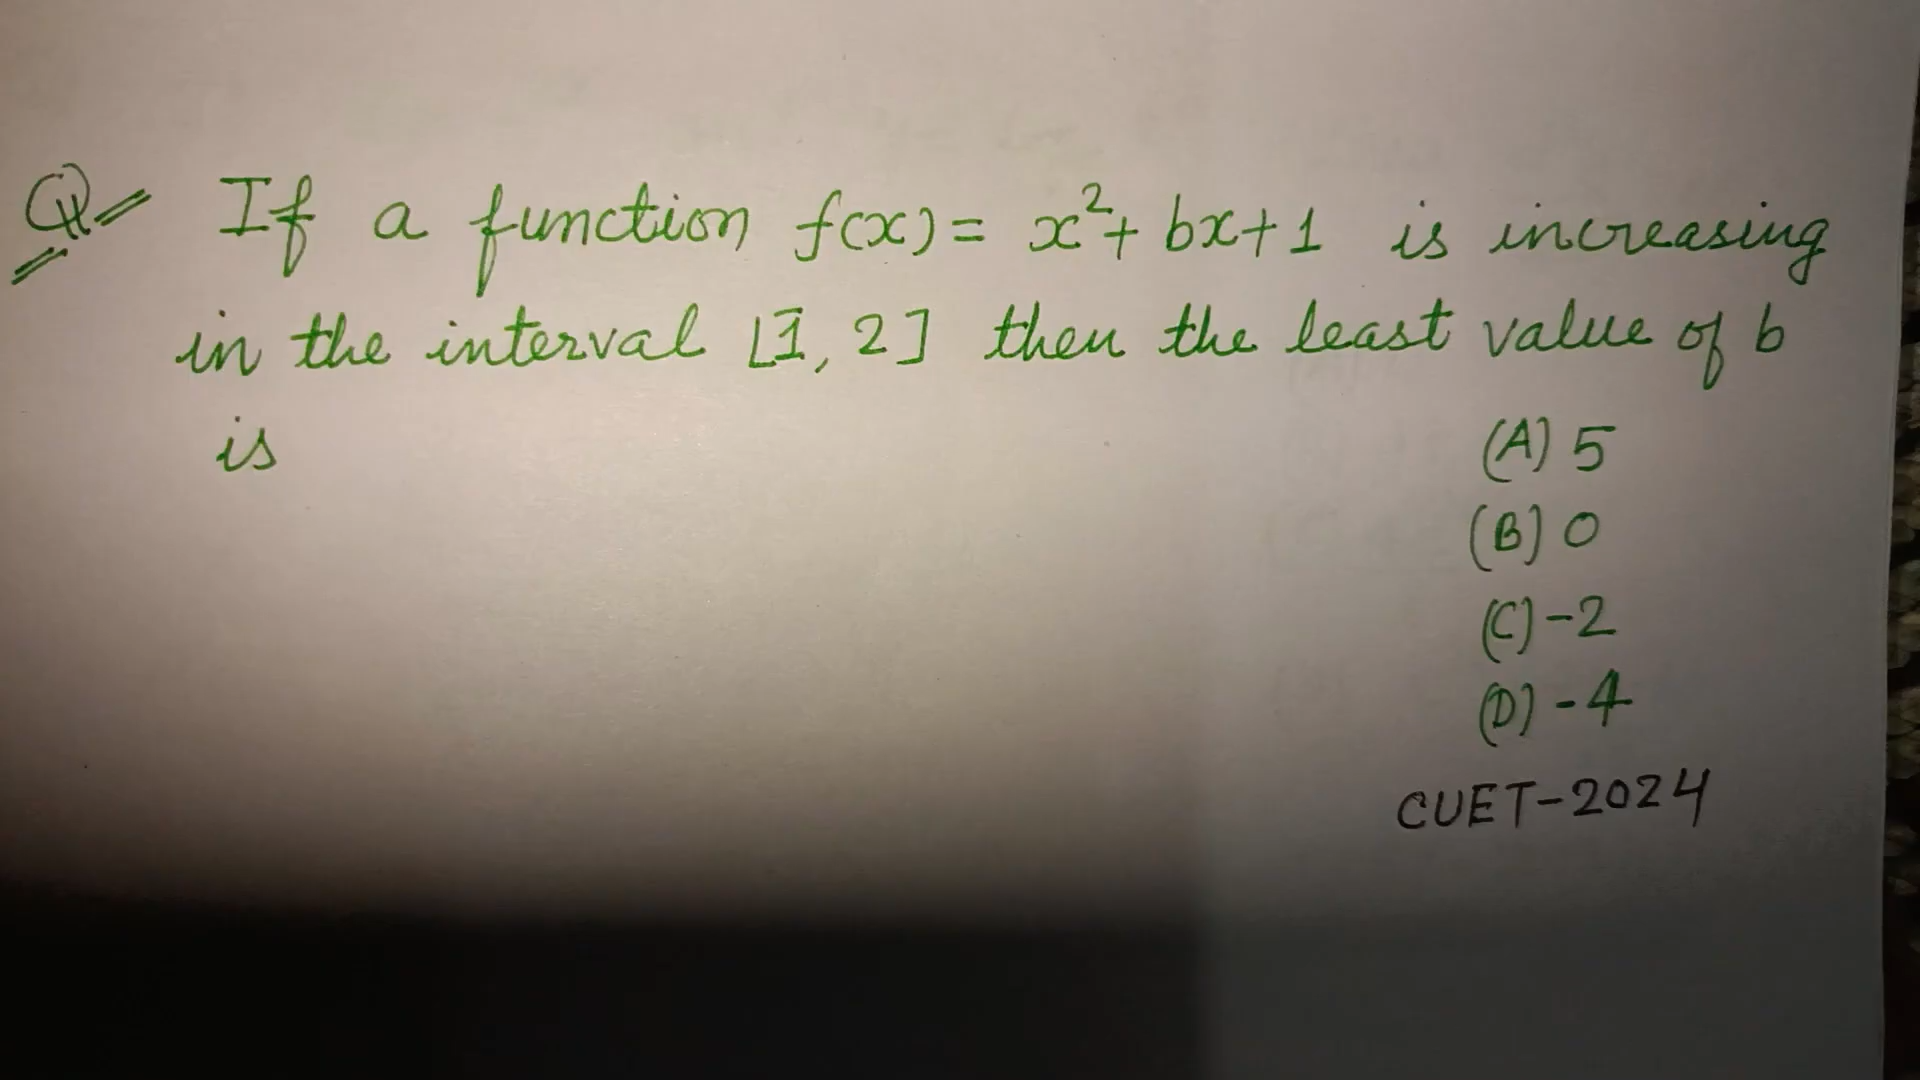 Q= If a function f(x) = x² + bx + 1 is increasing
in the interval [1, 2] then the least value of b
is
(A) 5
(B) 0
(C) -2
(D) -4
CUET-2024